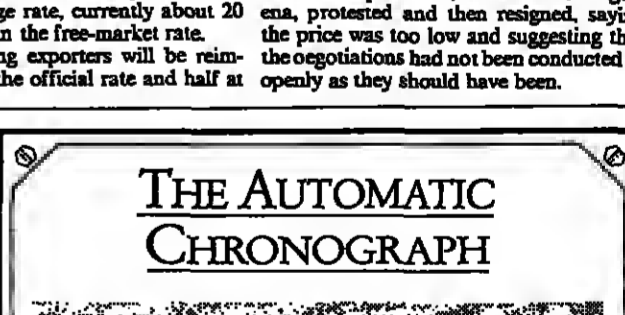 ge rate, currently about 20
n the free-market rate.
ng exporters will be reim-
he official rate and half at
ena, protested and then resigned, sayi
the price was too low and suggesting th
the oegotiations had not been conducted
openly as they should have been.
THE AUTOMATIC
CHRONOGRAPH